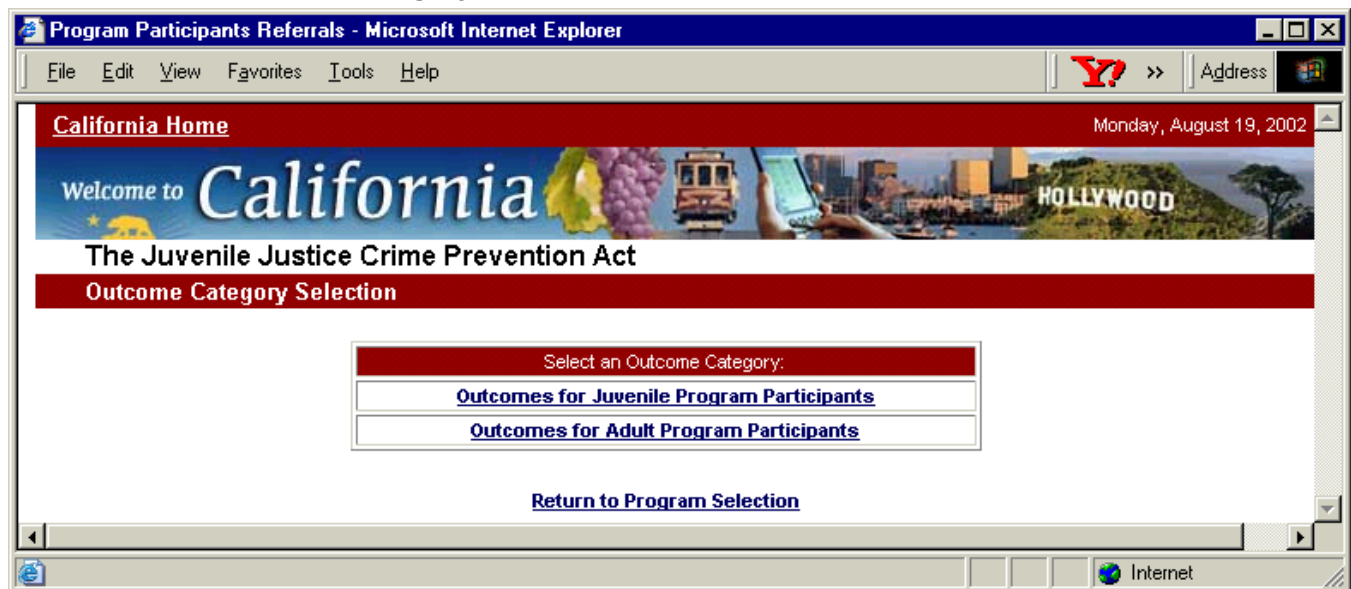 Program Participants Referrals - Microsoft Internet Explorer
File Edit View Favorites Tools Help Y! >> Address
California Home Monday, August 19, 2002
Welcome to California HOLLYWOOD
The Juvenile Justice Crime Prevention Act
Outcome Category Selection
Select an Outcome Category:
Outcomes for Juvenile Program Participants
Outcomes for Adult Program Participants
Return to Program Selection
Internet